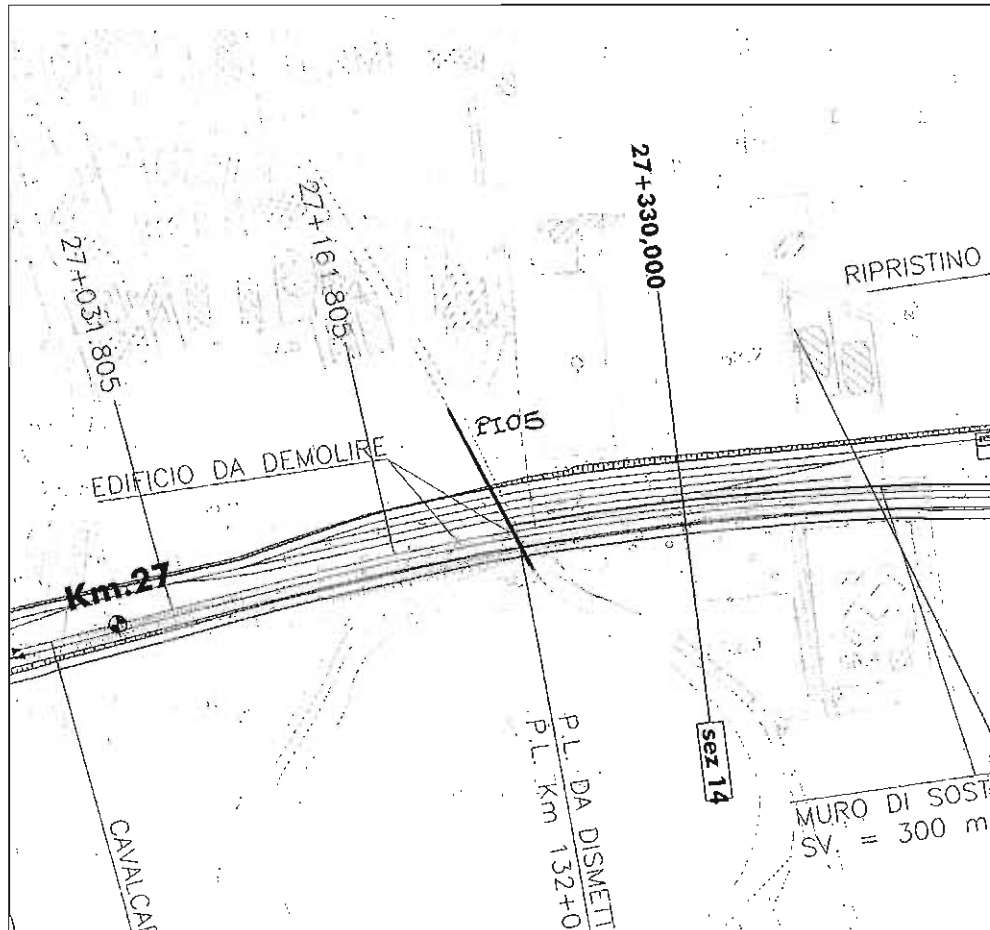 27+031.805
27+161.805
27+330,000
RIPRISTINO
PI05
EDIFICIO DA DEMOLIRE
Km.27
sez 14
P.L. DA DISMETT
P.L. Km 132+0
CAVALCA
MURO DI SOST
SV. = 300 m